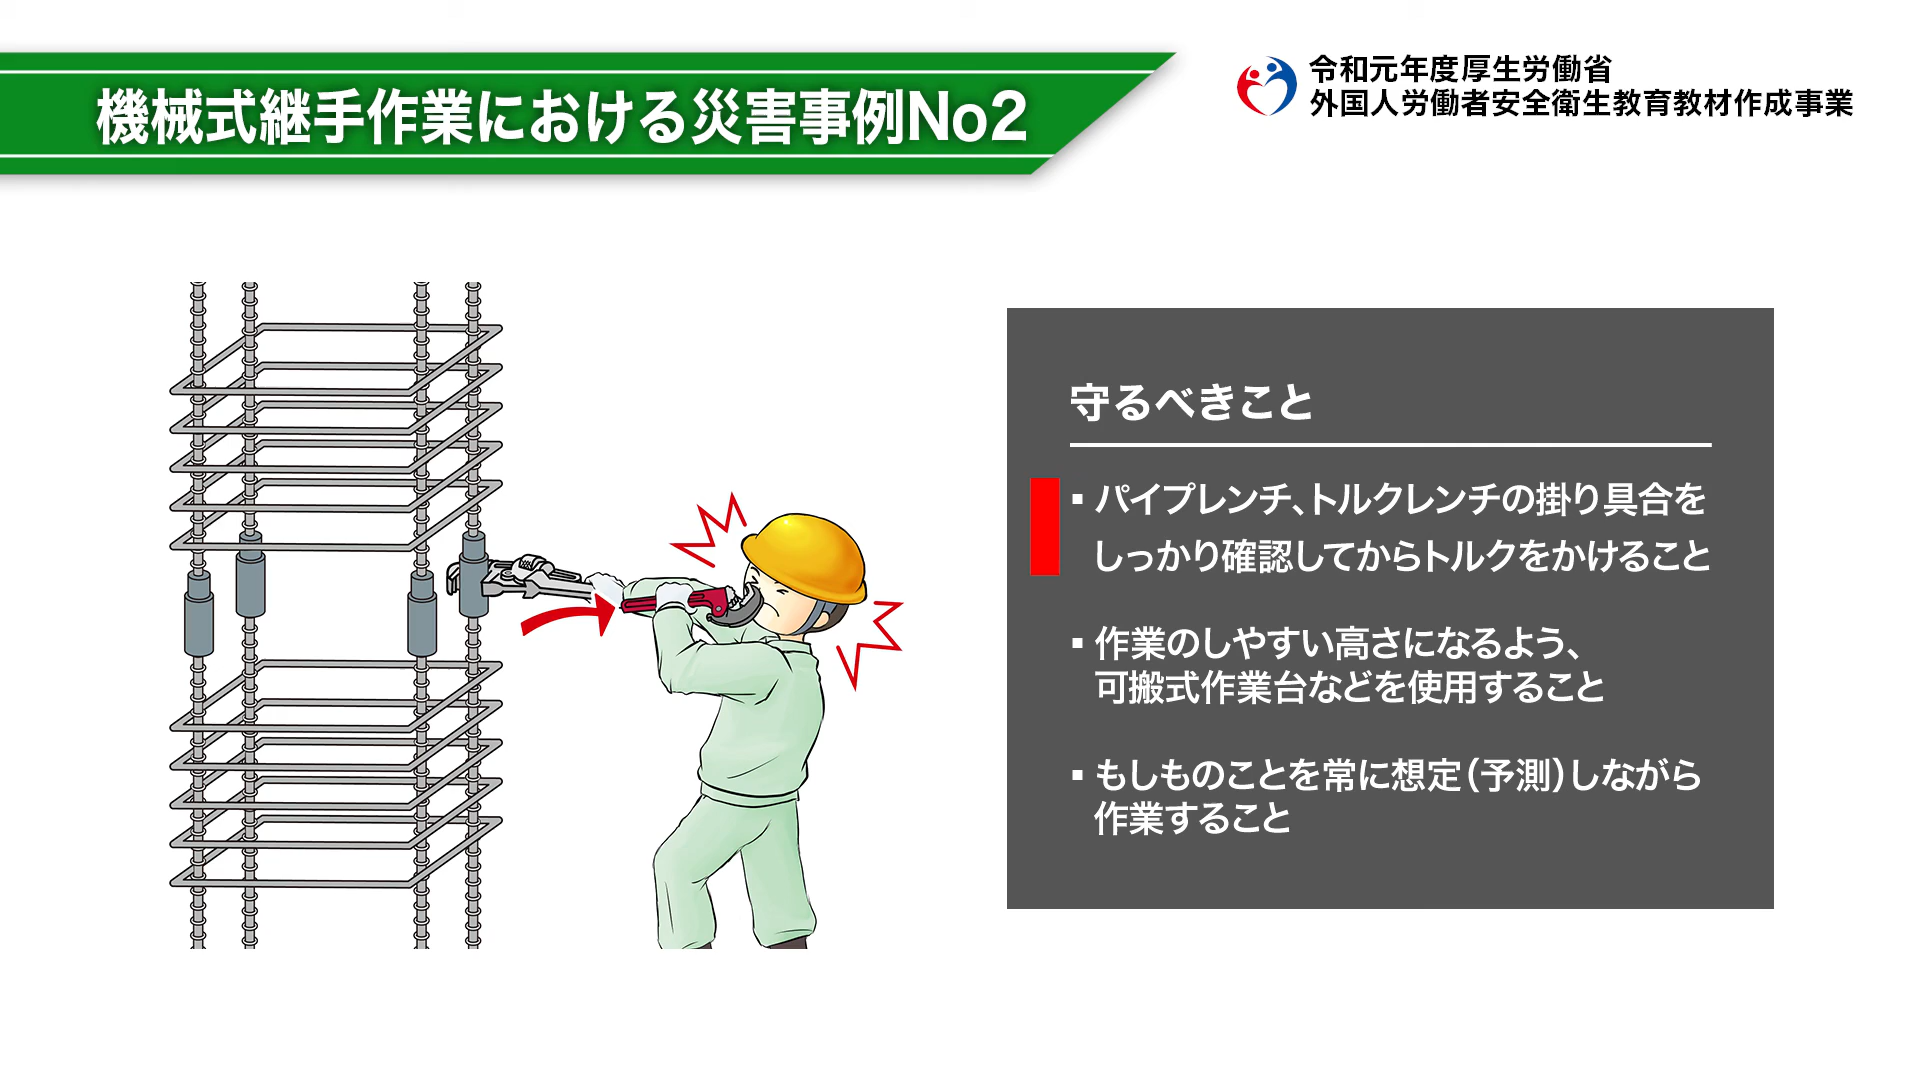 機械式継手作業における災害事例No2
令和元年度厚生労働省
外国人労働者安全衛生教育教材作成事業
守るべきこと
▪ パイプレンチ、トルクレンチの掛り具合を
しっかり確認してからトルクをかけること
▪ 作業のしやすい高さになるよう、
可搬式作業台などを使用すること
▪ もしものことを常に想定（予測）しながら
作業すること